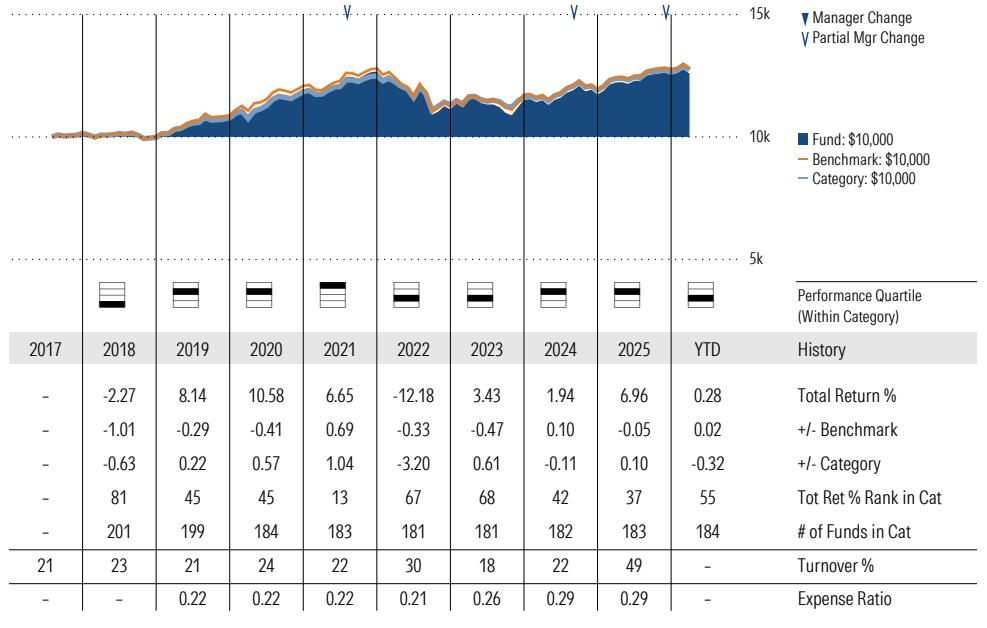 15k
Manager Change
Partial Mgr Change
10k
Fund: $10,000
Benchmark: $10,000
Category: $10,000
5k
Performance Quartile
(Within Category)
2017 2018 2019 2020 2021 2022 2023 2024 2025 YTD History
– -2.27 8.14 10.58 6.65 -12.18 3.43 1.94 6.96 0.28 Total Return %
– -1.01 -0.29 -0.41 0.69 -0.33 -0.47 0.10 -0.05 0.02 +/- Benchmark
– -0.63 0.22 0.57 1.04 -3.20 0.61 -0.11 0.10 -0.32 +/- Category
– 81 45 45 13 67 68 42 37 55 Tot Ret % Rank in Cat
– 201 199 184 183 181 181 182 183 184 # of Funds in Cat
21 23 21 24 22 30 18 22 49 – Turnover %
– – 0.22 0.22 0.22 0.21 0.26 0.29 0.29 – Expense Ratio